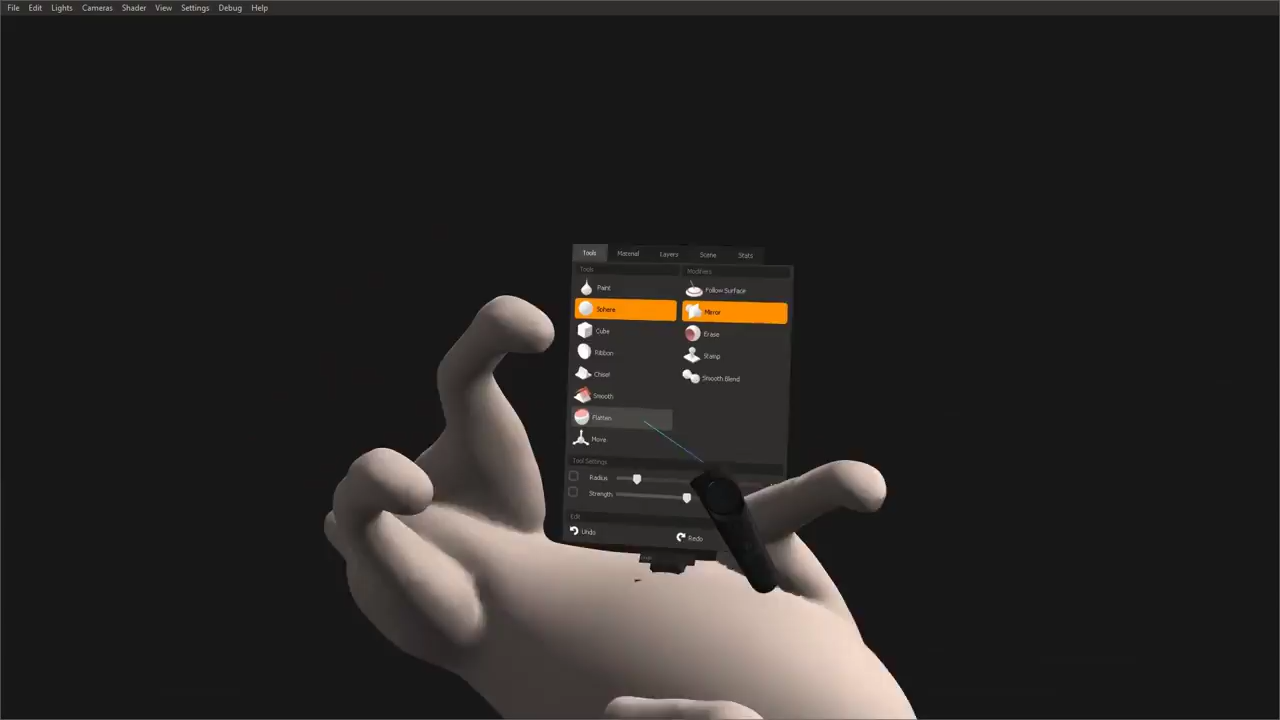 File Edit Lights Cameras Shader View Settings Debug Help
Tools Material Layers Scene Stats
Tools Modifiers
Paint Follow Surface
Sphere Mirror
Cube Erase
Ribbon Stamp
Chisel Smooth Blend
Smooth
Flatten
Move
Tool Settings
Radius
Strength
Edit
Undo Redo